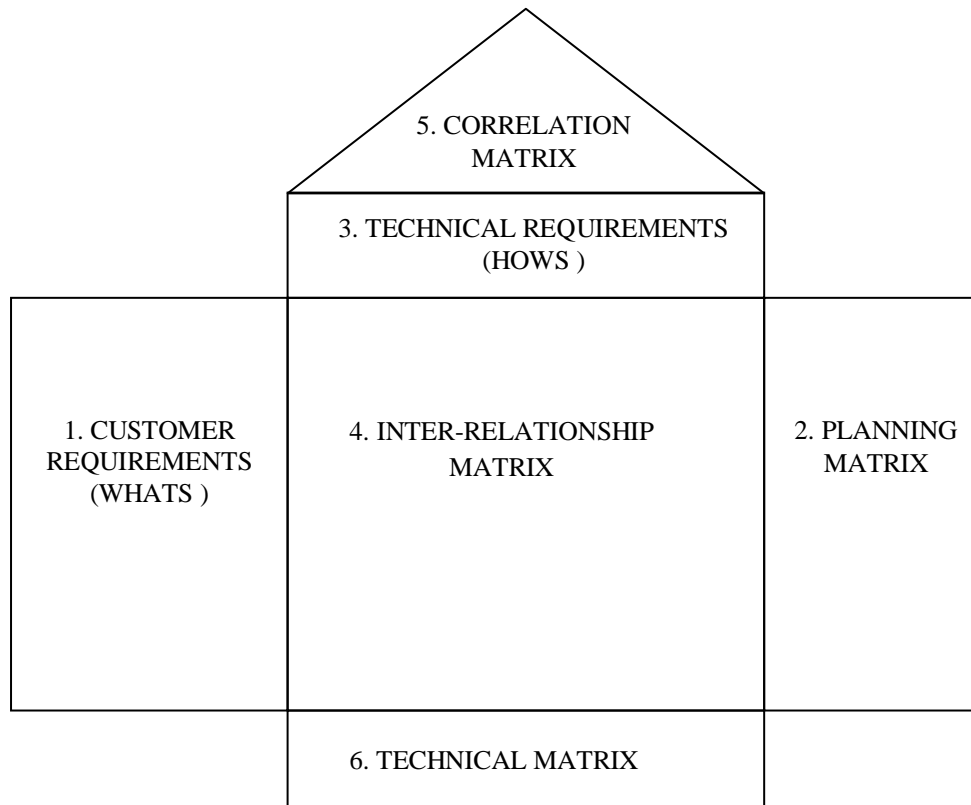 5. CORRELATION
MATRIX
3. TECHNICAL REQUIREMENTS
(HOWS )
1. CUSTOMER
REQUIREMENTS
(WHATS )
4. INTER-RELATIONSHIP
MATRIX
2. PLANNING
MATRIX
6. TECHNICAL MATRIX